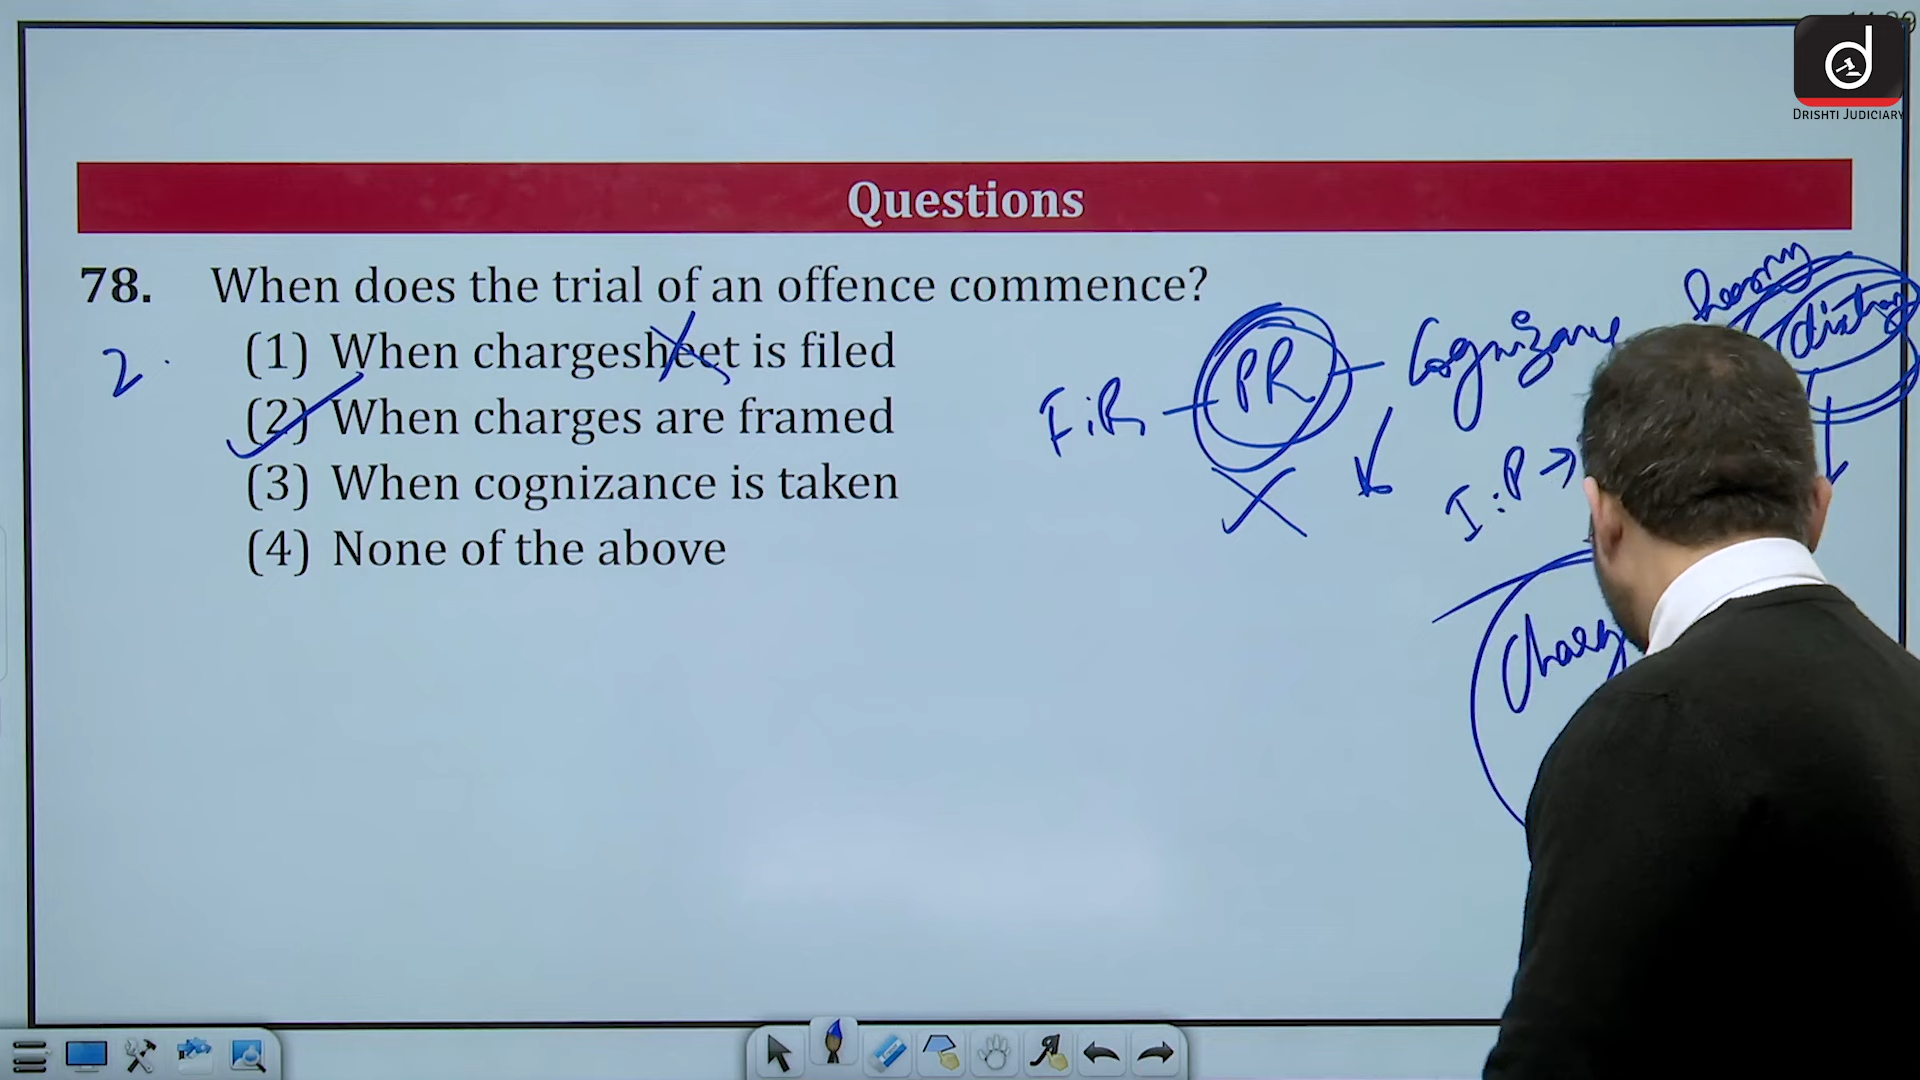 DRISHTI JUDICIARY
Questions
78. When does the trial of an offence commence?
(1) When chargesheet is filed
2.
(2) When charges are framed
(3) When cognizance is taken
(4) None of the above
F.i.R
PR
Cognizance
I.P